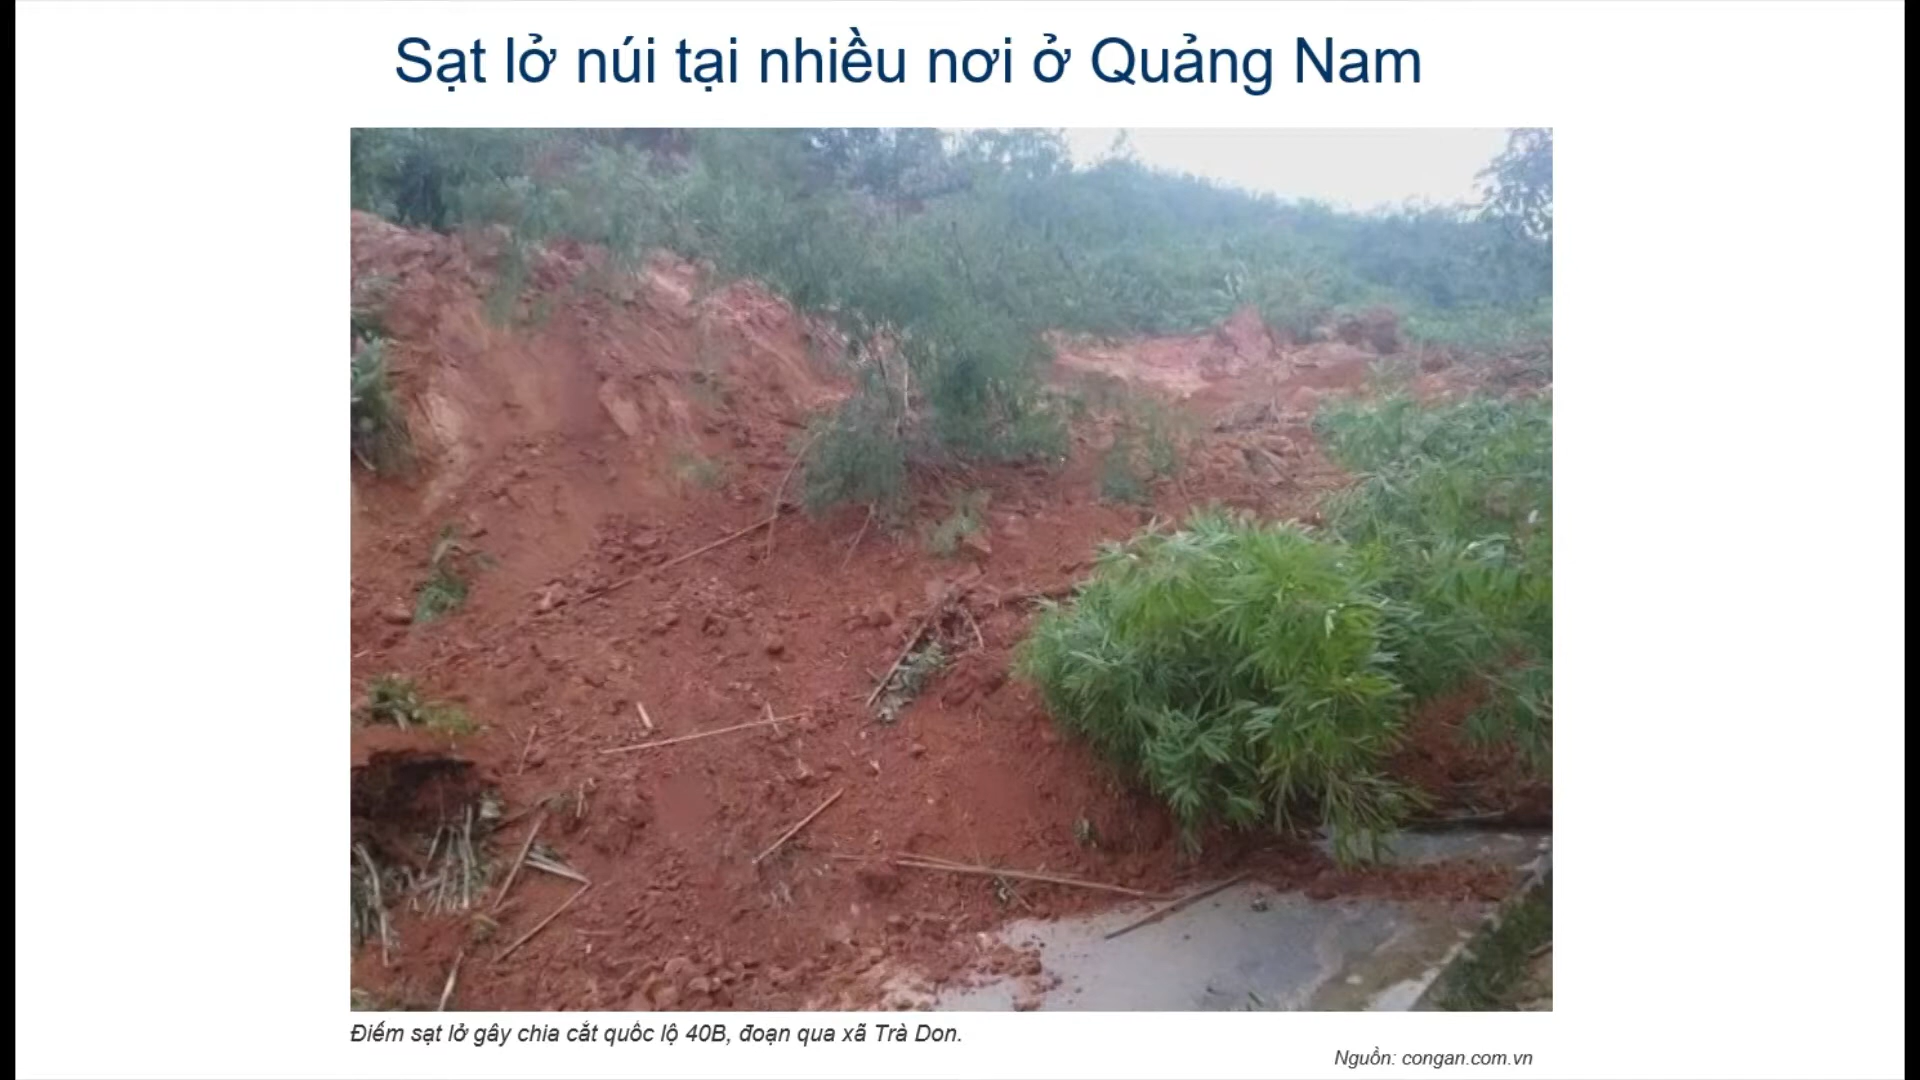 Sạt lở núi tại nhiều nơi ở Quảng Nam
Điểm sạt lở gây chia cắt quốc lộ 40B, đoạn qua xã Trà Don.
Nguồn: congan.com.vn